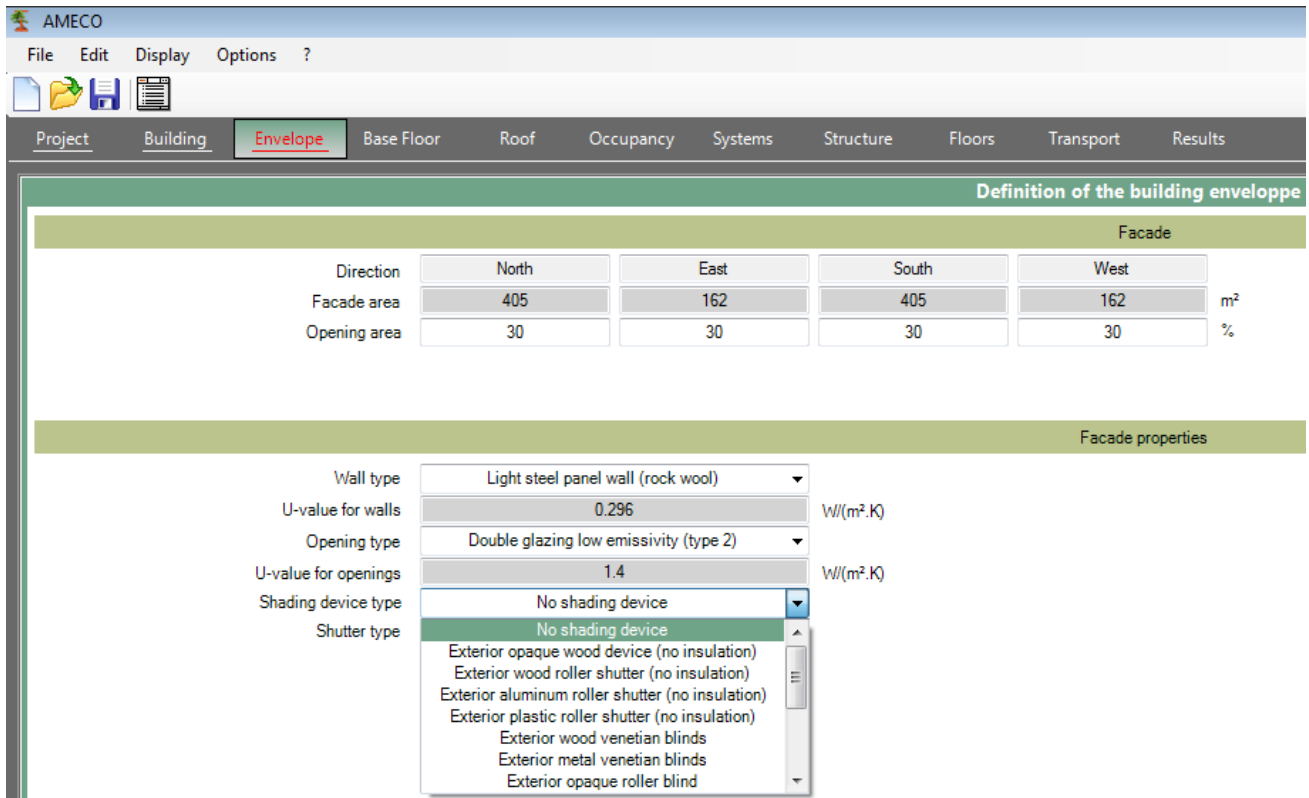 AMECO
File Edit Display Options ?
Project Building Envelope Base Floor Roof Occupancy Systems Structure Floors Transport Results
Definition of the building enveloppe
Facade
Direction North East South West
Facade area 405 162 405 162 m²
Opening area 30 30 30 30 %
Facade properties
Wall type Light steel panel wall (rock wool)
U-value for walls 0.296 W/(m².K)
Opening type Double glazing low emissivity (type 2)
U-value for openings 1.4 W/(m².K)
Shading device type No shading device
Shutter type No shading device
Exterior opaque wood device (no insulation)
Exterior wood roller shutter (no insulation)
Exterior aluminum roller shutter (no insulation)
Exterior plastic roller shutter (no insulation)
Exterior wood venetian blinds
Exterior metal venetian blinds
Exterior opaque roller blind